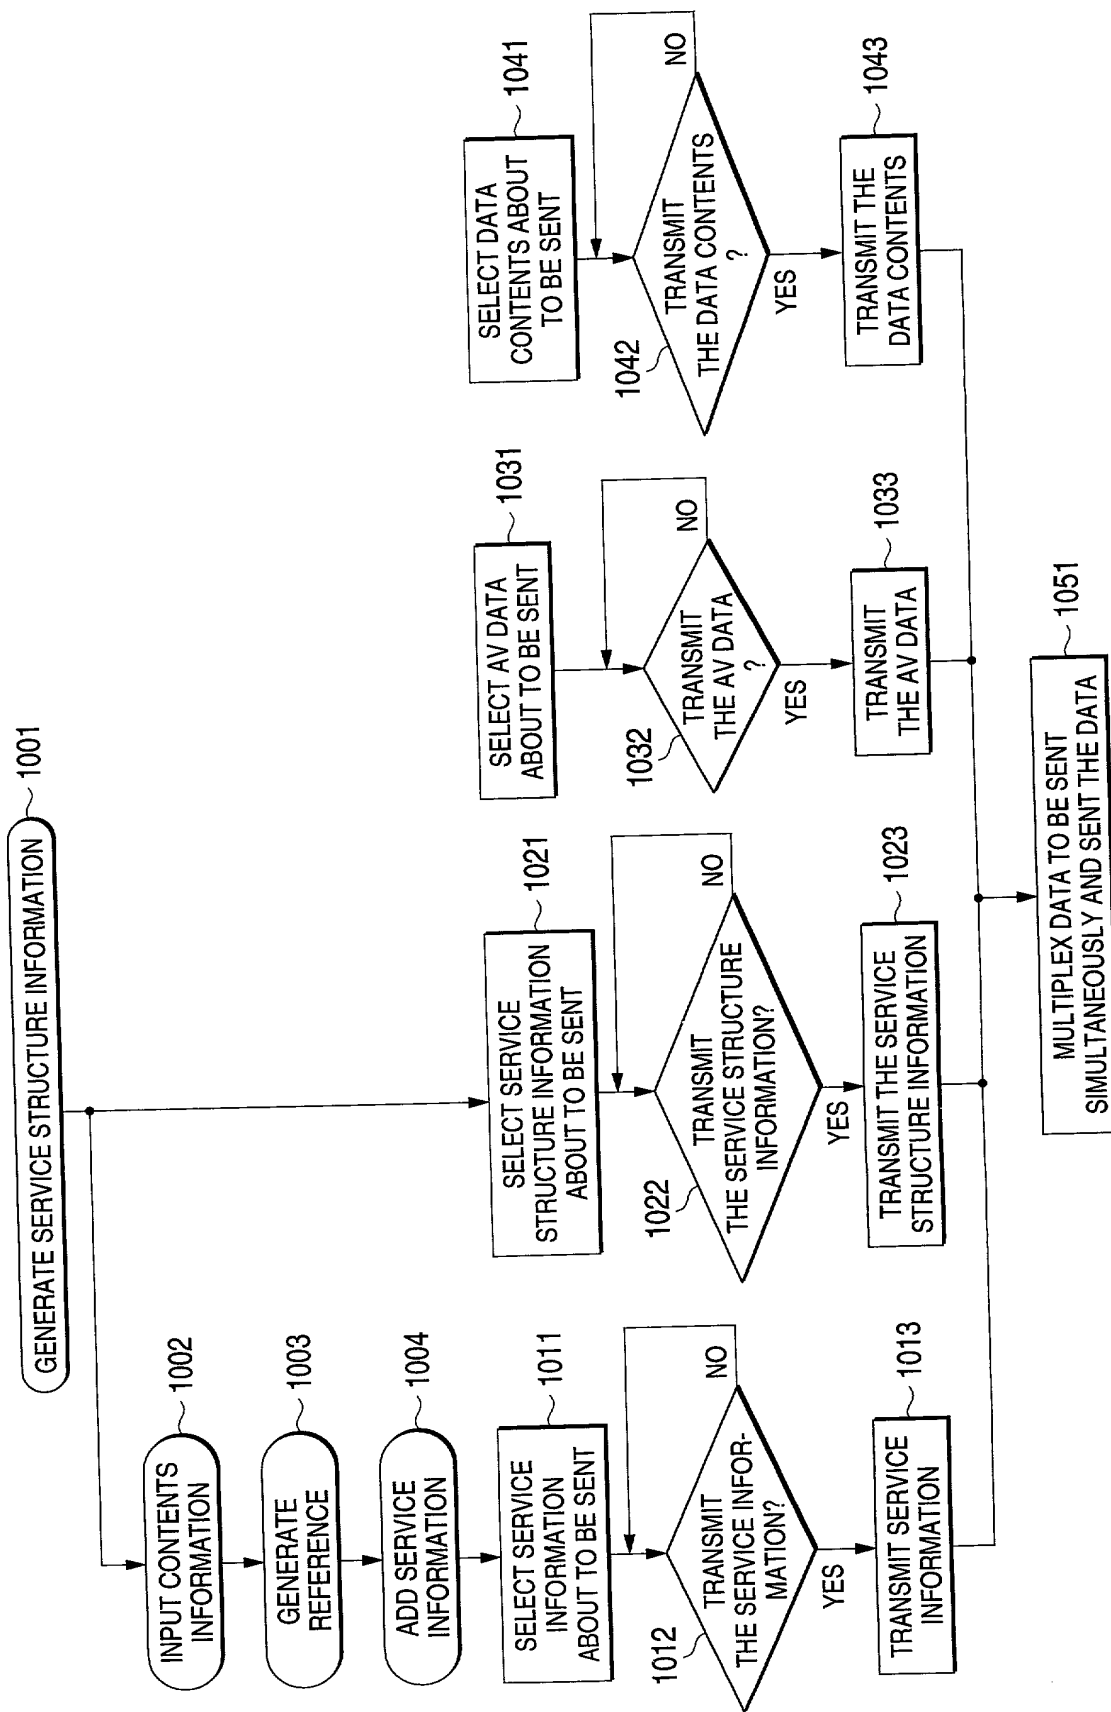 GENERATE SERVICE STRUCTURE INFORMATION
1001
INPUT CONTENTS
INFORMATION
1002
GENERATE
REFERENCE
1003
ADD SERVICE
INFORMATION
1004
SELECT SERVICE
INFORMATION
ABOUT TO BE SENT
1011
TRANSMIT
THE SERVICE INFOR-
MATION?
1012
NO
YES
TRANSMIT SERVICE
INFORMATION
1013
SELECT SERVICE
STRUCTURE INFORMATION
ABOUT TO BE SENT
1021
TRANSMIT
THE SERVICE STRUCTURE
INFORMATION?
1022
NO
YES
TRANSMIT THE SERVICE
STRUCTURE INFORMATION
1023
SELECT AV DATA
ABOUT TO BE SENT
1031
TRANSMIT
THE AV DATA
?
1032
NO
YES
TRANSMIT
THE AV DATA
1033
SELECT DATA
CONTENTS ABOUT
TO BE SENT
1041
TRANSMIT
THE DATA CONTENTS
?
1042
NO
YES
TRANSMIT THE
DATA CONTENTS
1043
MULTIPLEX DATA TO BE SENT
SIMULTANEOUSLY AND SENT THE DATA
1051